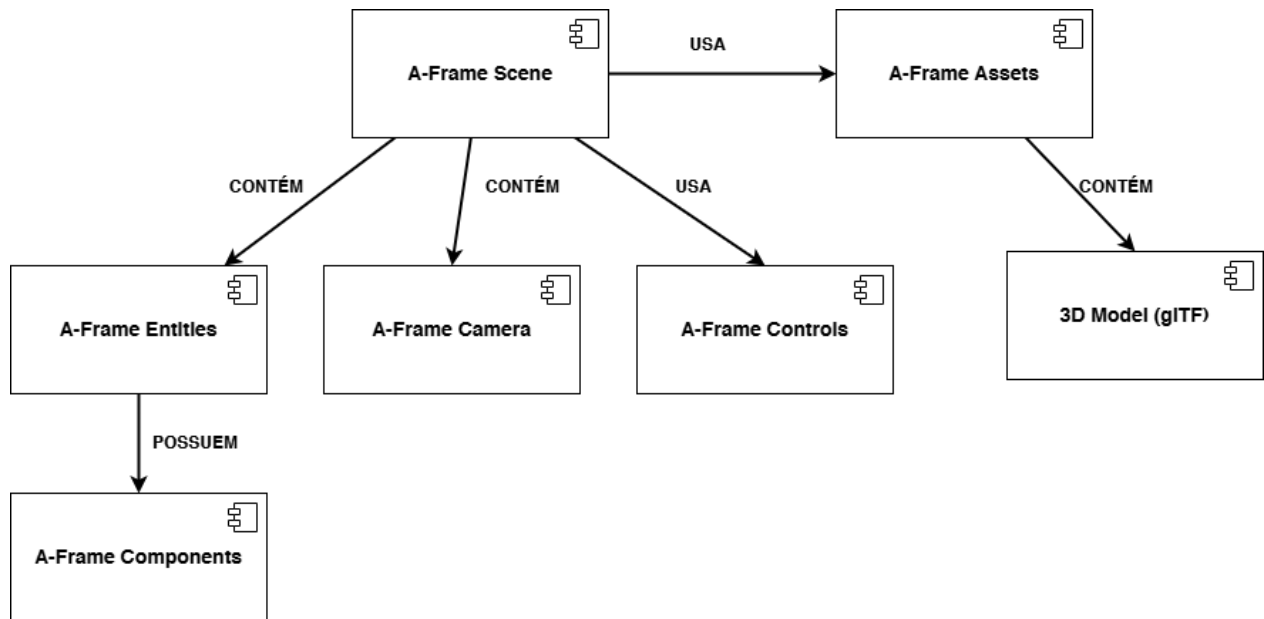 A-Frame Scene
USA
A-Frame Assets
CONTÉM
CONTÉM
USA
CONTÉM
A-Frame Entities
A-Frame Camera
A-Frame Controls
3D Model (glTF)
POSSUEM
A-Frame Components